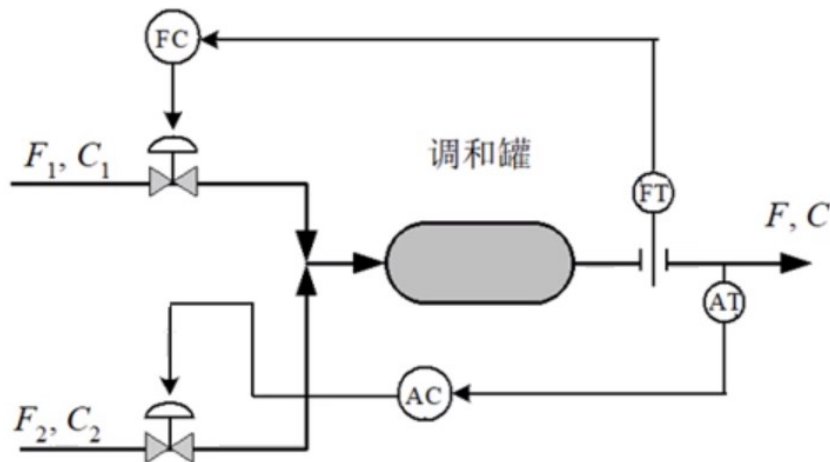 FC
F₁, C₁
调和罐
FT
F, C
AT
AC
F₂, C₂